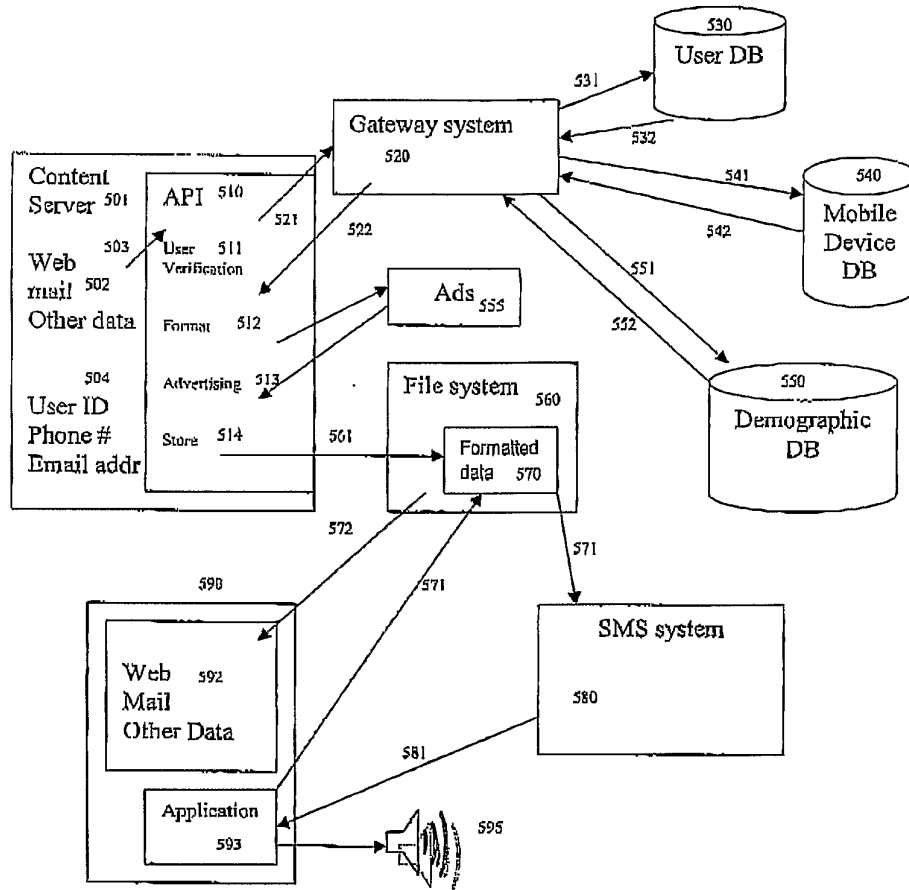 530
User DB
531
532
Gateway system
520
541
540
Mobile
Device
DB
542
Content
Server 501
API 510
521
522
503
User 511
Verification
Web
mail 502
Other data
551
552
Ads
555
Format 512
504
User ID
Phone #
Email addr
Advertising 513
File system
560
550
Demographic
DB
Store 514
561
Formatted
data 570
572
571
571
590
SMS system
580
Web 592
Mail
Other Data
581
Application
593
595